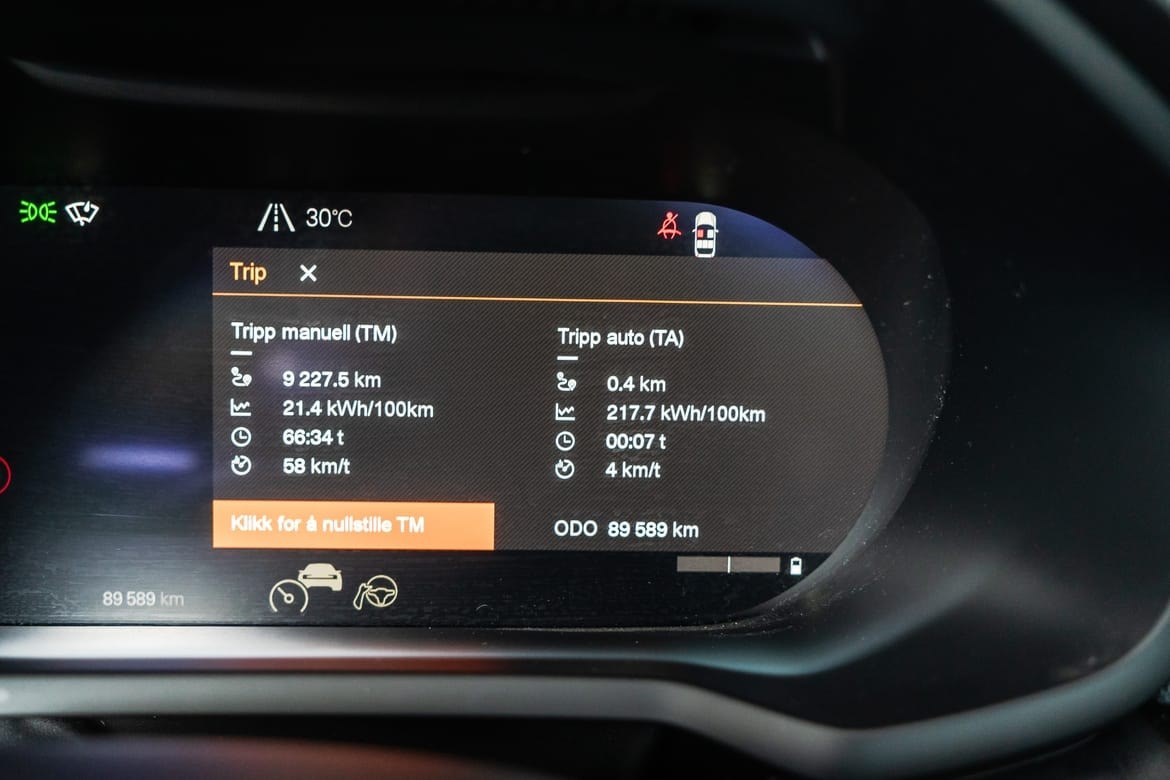 30°C
Trip
Tripp manuell (TM)
9 227.5 km
21.4 kWh/100km
66:34 t
58 km/t
Klikk for å nullstille TM
Tripp auto (TA)
0.4 km
217.7 kWh/100km
00:07 t
4 km/t
ODO 89 589 km
89 589 km